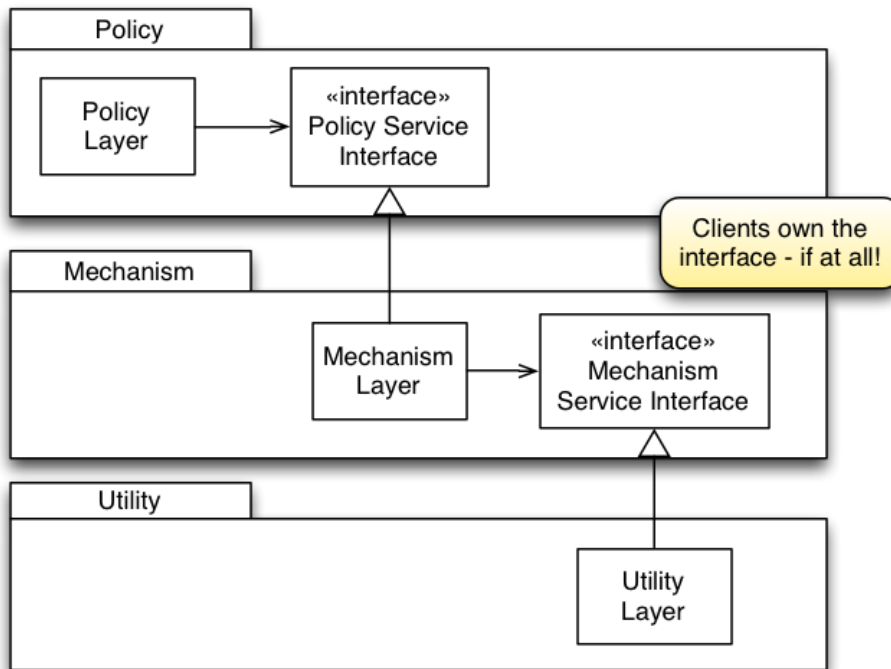 Policy
Policy
Layer
«interface»
Policy Service
Interface
Clients own the
interface - if at all!
Mechanism
Mechanism
Layer
«interface»
Mechanism
Service Interface
Utility
Utility
Layer